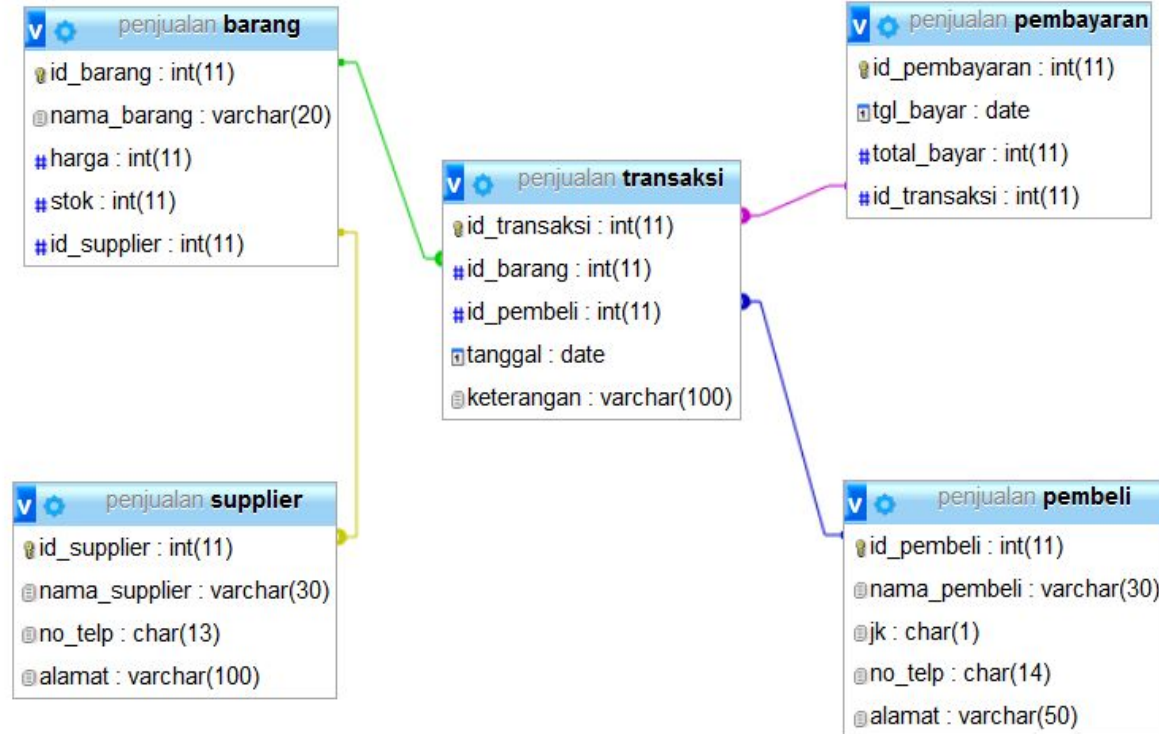 penjualan barang
id_barang : int(11)
nama_barang : varchar(20)
harga : int(11)
stok : int(11)
id_supplier : int(11)
penjualan transaksi
id_transaksi : int(11)
id_barang : int(11)
id_pembeli : int(11)
tanggal : date
keterangan : varchar(100)
penjualan pembayaran
id_pembayaran : int(11)
tgl_bayar : date
total_bayar : int(11)
id_transaksi : int(11)
penjualan supplier
id_supplier : int(11)
nama_supplier : varchar(30)
no_telp : char(13)
alamat : varchar(100)
penjualan pembeli
id_pembeli : int(11)
nama_pembeli : varchar(30)
jk : char(1)
no_telp : char(14)
alamat : varchar(50)